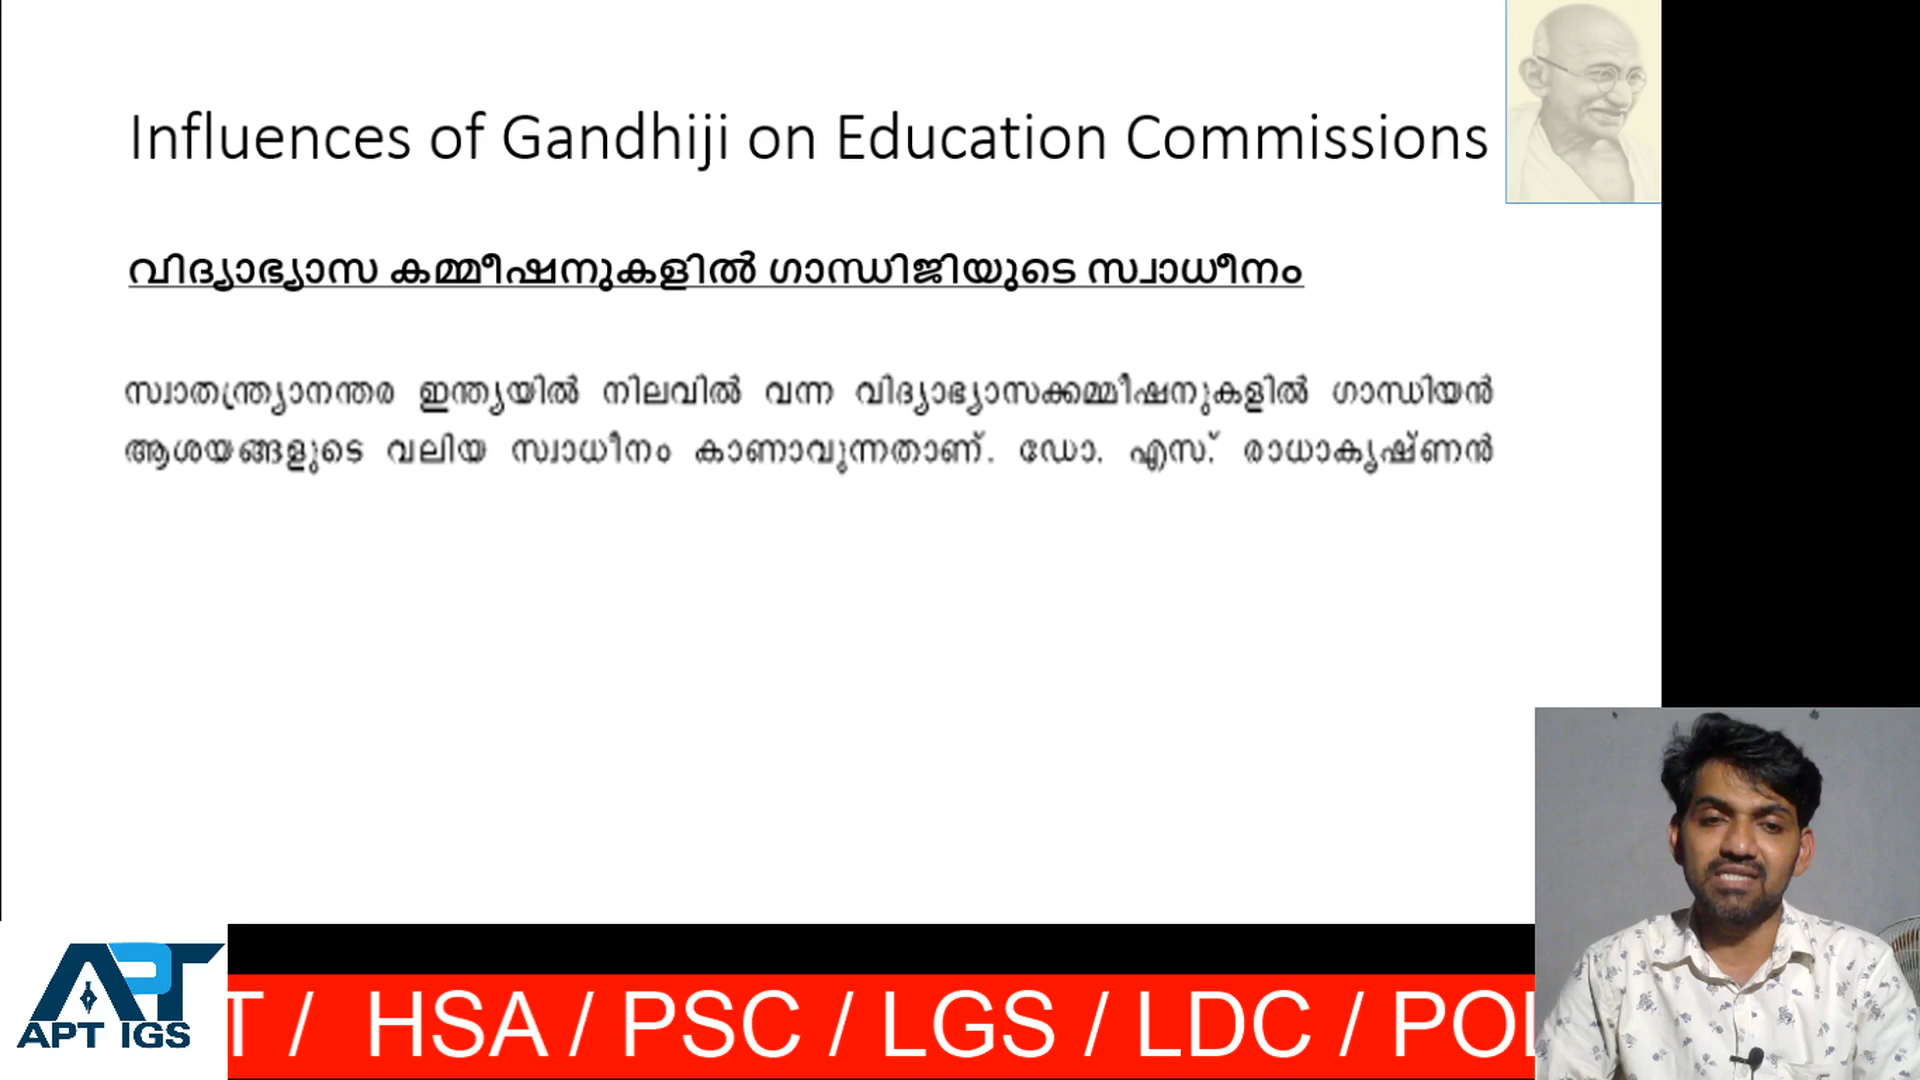 Influences of Gandhiji on Education Commissions
വിദ്യാഭ്യാസ കമ്മീഷനുകളിൽ ഗാന്ധിജിയുടെ സ്വാധീനം
സ്വാതന്ത്ര്യാനന്തര ഇന്ത്യയിൽ നിലവിൽ വന്ന വിദ്യാഭ്യാസക്കമ്മീഷനുകളിൽ ഗാന്ധിയൻ
ആശയങ്ങളുടെ വലിയ സ്വാധീനം കാണാവുന്നതാണ്. ഡോ. എസ്. രാധാകൃഷ്ണൻ
APT
APT IGS
T / HSA / PSC / LGS / LDC / POL